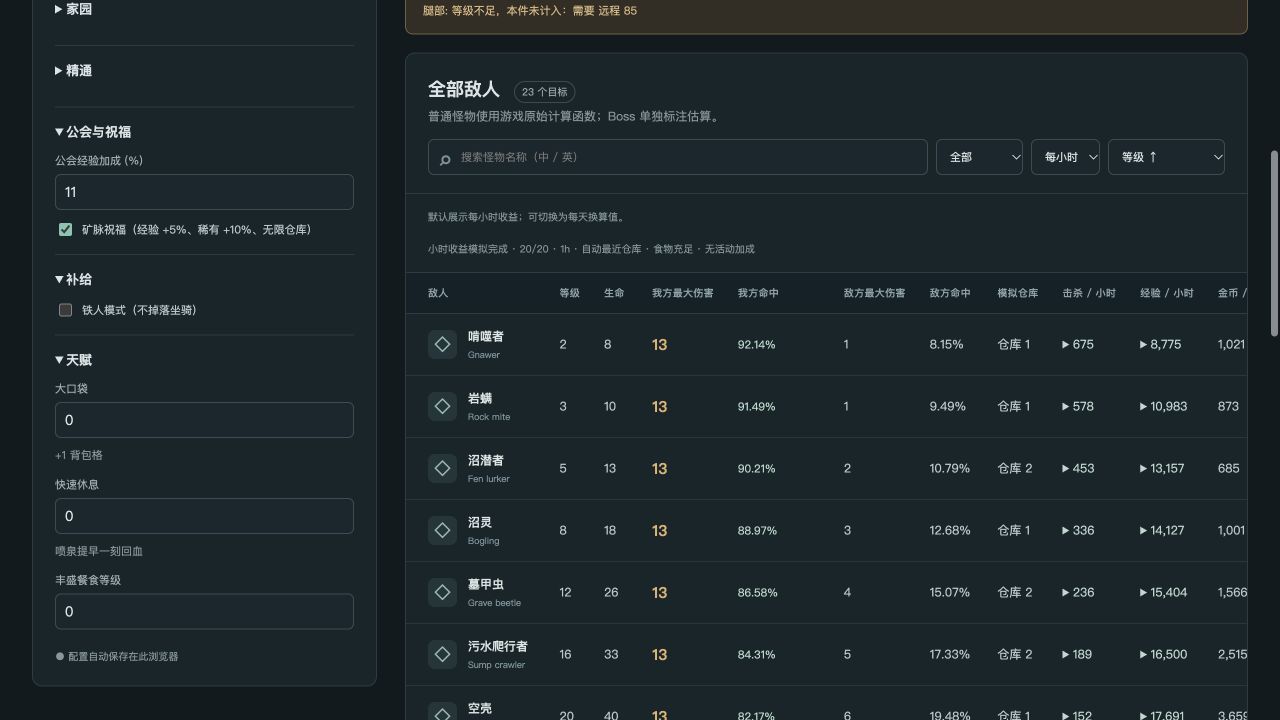 家园
精通
公会与祝福
公会经验加成 (%)
11
矿脉祝福（经验 +5%、稀有 +10%、无限仓库）
补给
铁人模式（不掉落坐骑）
天赋
大口袋
0
+1 背包格
快速休息
0
喷泉提早一刻回血
丰盛餐食等级
0
配置自动保存在此浏览器
腿部: 等级不足，本件未计入：需要 远程 85
全部敌人 23 个目标
普通怪物使用游戏原始计算函数；Boss 单独标注估算。
搜索怪物名称（中 / 英） 全部 每小时 等级 ↑
默认展示每小时收益；可切换为每天换算值。
小时收益模拟完成 · 20/20 · 1h · 自动最近仓库 · 食物充足 · 无活动加成
敌人 等级 生命 我方最大伤害 我方命中 敌方最大伤害 敌方命中 模拟仓库 击杀 / 小时 经验 / 小时 金币 /
啃噬者 Gnawer 2 8 13 92.14% 1 8.15% 仓库 1 675 8,775 1,021
岩螨 Rock mite 3 10 13 91.49% 1 9.49% 仓库 1 578 10,983 873
沼潜者 Fen lurker 5 13 13 90.21% 2 10.79% 仓库 2 453 13,157 685
沼灵 Bogling 8 18 13 88.97% 3 12.68% 仓库 1 336 14,127 1,001
墓甲虫 Grave beetle 12 26 13 86.58% 4 15.07% 仓库 2 236 15,404 1,566
污水爬行者 Sump crawler 16 33 13 84.31% 5 17.33% 仓库 2 189 16,500 2,515
空壳 20 40 13 82.17% 6 19.48% 仓库 1 152 17,691 3,659